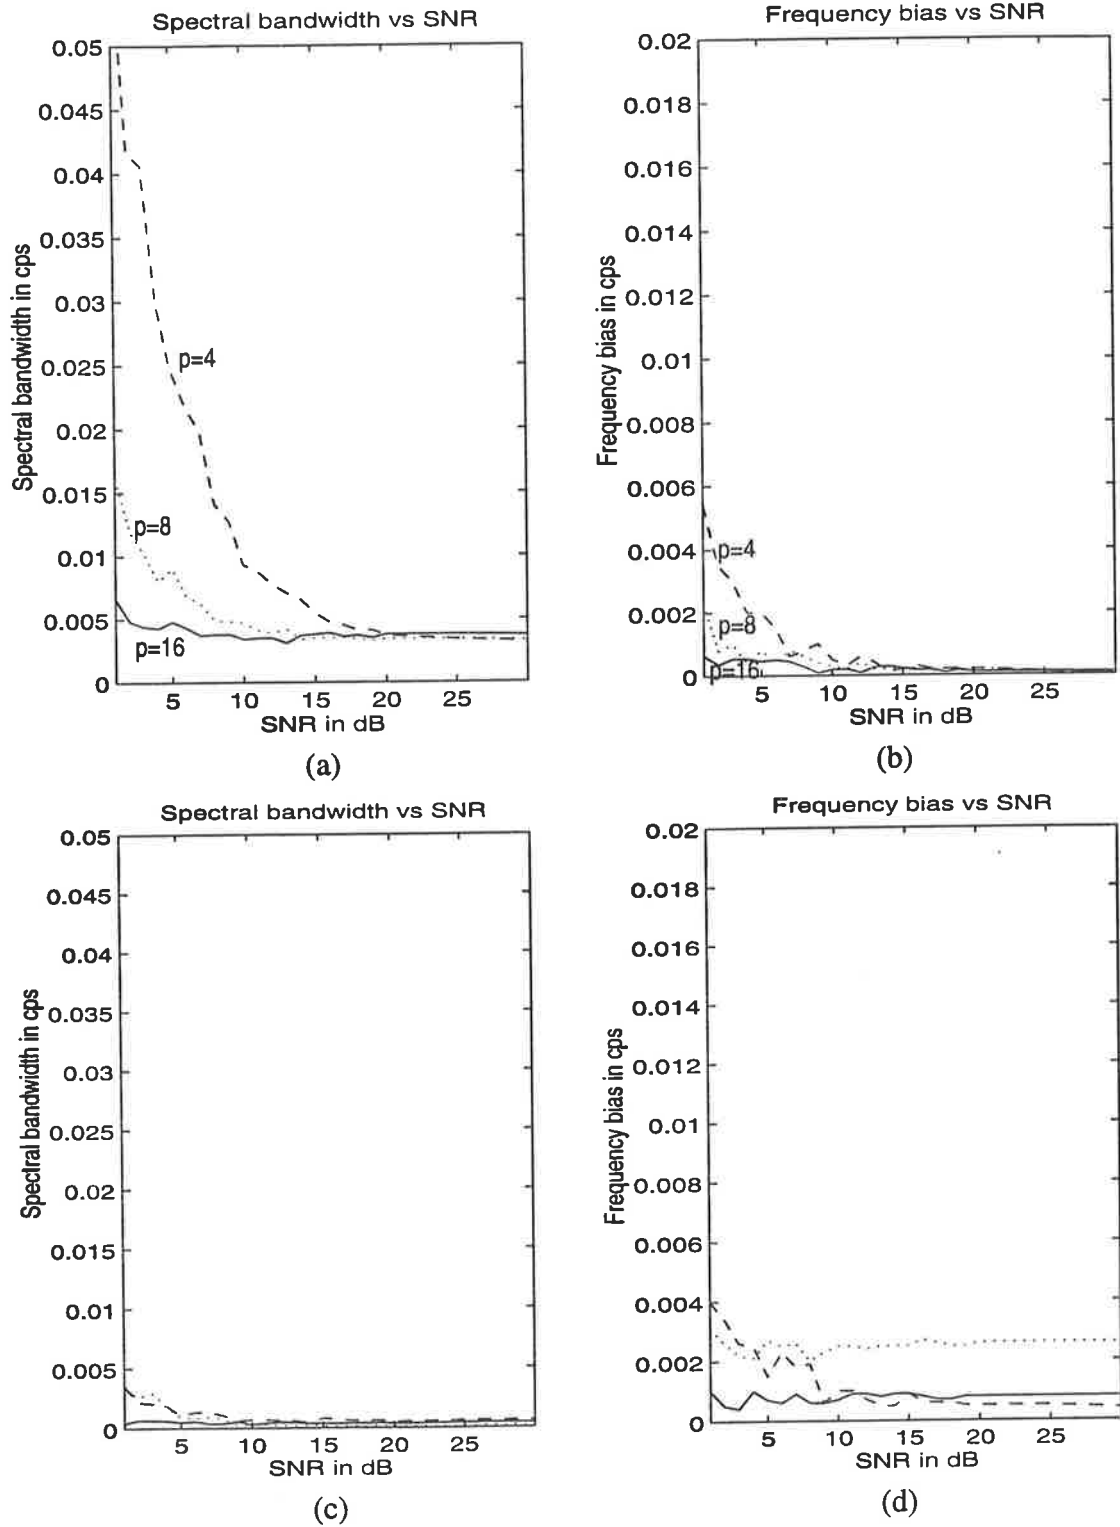 Spectral bandwidth vs SNR
0.05
0.045
0.04
0.035
0.03
0.025
0.02
0.015
0.01
0.005
0
Spectral bandwidth in cps
p=4
p=8
p=16
5 10 15 20 25
SNR in dB
(a)
Frequency bias vs SNR
0.02
0.018
0.016
0.014
0.012
0.01
0.008
0.006
0.004
0.002
0
Frequency bias in cps
p=4
p=8
p=16
5 10 15 20 25
SNR in dB
(b)
Spectral bandwidth vs SNR
0.05
0.045
0.04
0.035
0.03
0.025
0.02
0.015
0.01
0.005
0
Spectral bandwidth in cps
5 10 15 20 25
SNR in dB
(c)
Frequency bias vs SNR
0.02
0.018
0.016
0.014
0.012
0.01
0.008
0.006
0.004
0.002
0
Frequency bias in cps
5 10 15 20 25
SNR in dB
(d)